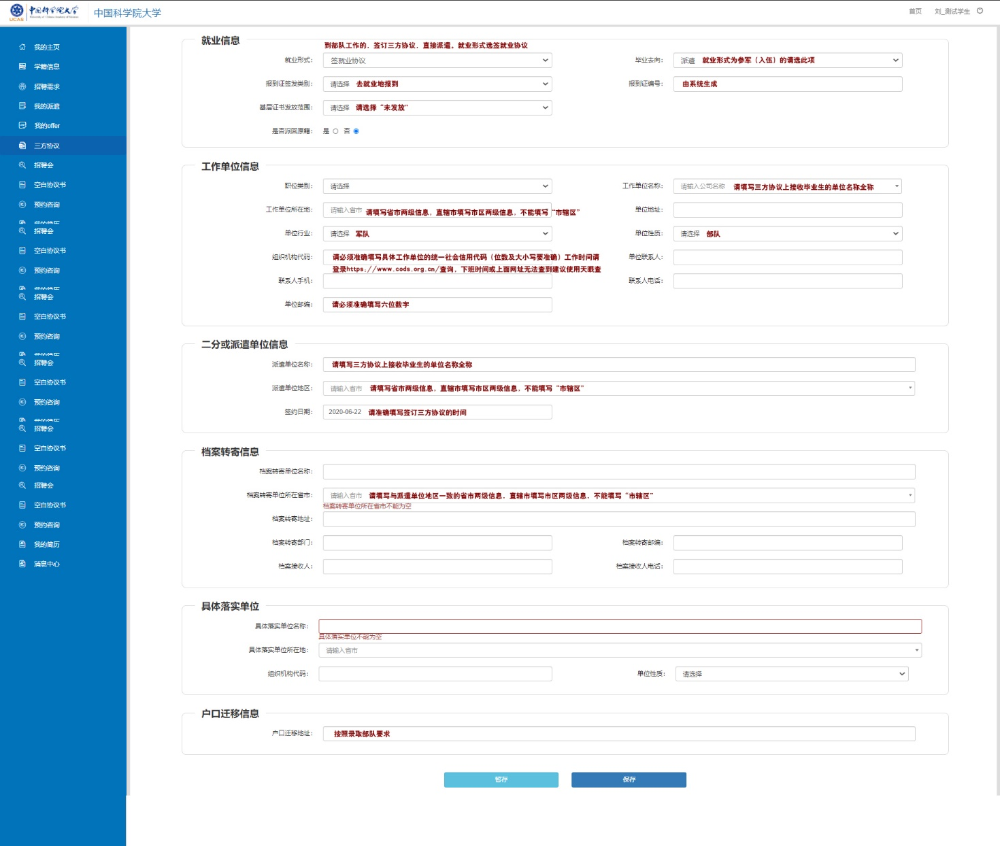 中国科学院大学
University of Chinese Academy of Sciences
UCAS
中国科学院大学
首页 刘_测试学生
我的主页
学籍信息
招聘需求
我的派遣
我的offer
三方协议
招聘会
空白协议书
预约咨询
我的简历
招聘会
空白协议书
预约咨询
我的简历
招聘会
空白协议书
预约咨询
我的简历
招聘会
空白协议书
预约咨询
我的简历
招聘会
空白协议书
预约咨询
招聘会
空白协议书
预约咨询
我的简历
消息中心
就业信息
到部队工作的，签订三方协议，直接派遣。就业形式选签就业协议
就业形式： 签就业协议
毕业去向： 派遣 就业形式为参军（入伍）的请选此项
报到证签发类别： 请选择 去就业地报到
报到证编号： 由系统生成
基层证书发放范围： 请选择 请选择“未发放”
是否派回原籍： 是 否
工作单位信息
职位类别： 请选择
工作单位名称： 请输入公司名称 请填写三方协议上接收毕业生的单位名称全称
工作单位所在地： 请输入省市 请填写省市两级信息，直辖市填写市区两级信息，不能填写“市辖区”
单位地址：
单位行业： 请选择 军队
单位性质： 请选择 部队
组织机构代码： 请必须准确填写具体工作单位的统一社会信用代码（位数及大小写要准确）工作时间请
登录https://www.cods.org.cn/查询，下班时间或上面网址无法查到建议使用天眼查
单位联系人：
联系人手机：
联系人电话：
单位邮编： 请必须准确填写六位数字
二分或派遣单位信息
派遣单位名称： 请填写三方协议上接收毕业生的单位名称全称
派遣单位地区： 请输入省市 请填写省市两级信息，直辖市填写市区两级信息，不能填写“市辖区”
签约日期： 2020-06-22 请准确填写签订三方协议的时间
档案转寄信息
档案转寄单位名称：
档案转寄单位所在省市： 请输入省市 请填写与派遣单位地区一致的省市两级信息，直辖市填写市区两级信息，不能填写“市辖区”
档案转寄单位所在省市不能为空
档案转寄地址：
档案转寄部门：
档案转寄邮编：
档案接收人：
档案接收人电话：
具体落实单位
具体落实单位名称：
具体落实单位不能为空
具体落实单位所在地： 请输入省市
组织机构代码：
单位性质： 请选择
户口迁移信息
户口迁移地址： 按照录取部队要求
暂存 保存